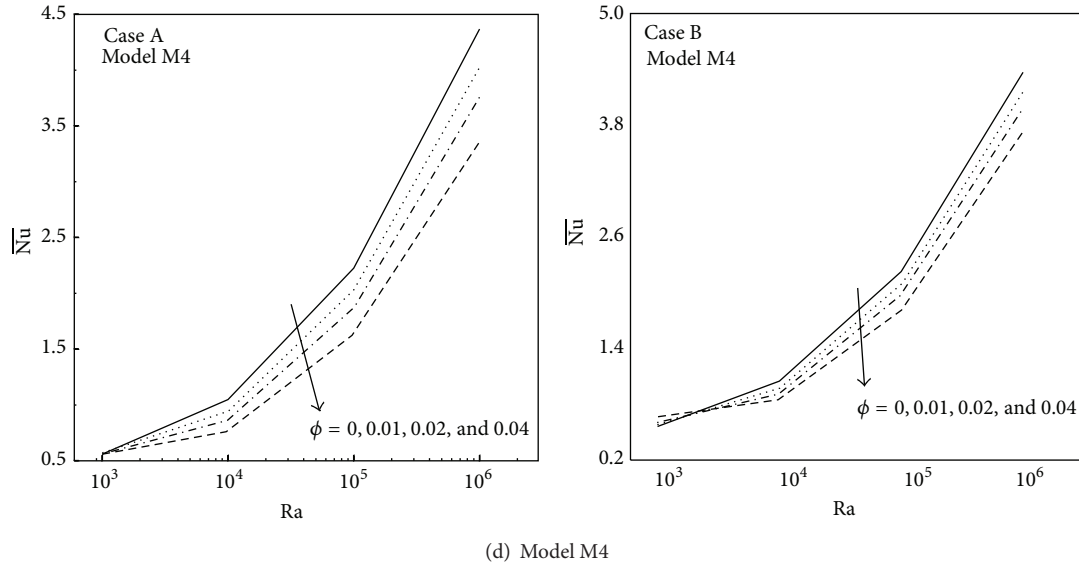 Case A
Model M4
4.5
3.5
2.5
1.5
0.5
N̅u̅
ϕ = 0, 0.01, 0.02, and 0.04
10³ 10⁴ 10⁵ 10⁶
Ra
Case B
Model M4
5.0
3.8
2.6
1.4
0.2
N̅u̅
ϕ = 0, 0.01, 0.02, and 0.04
10³ 10⁴ 10⁵ 10⁶
Ra
(d) Model M4